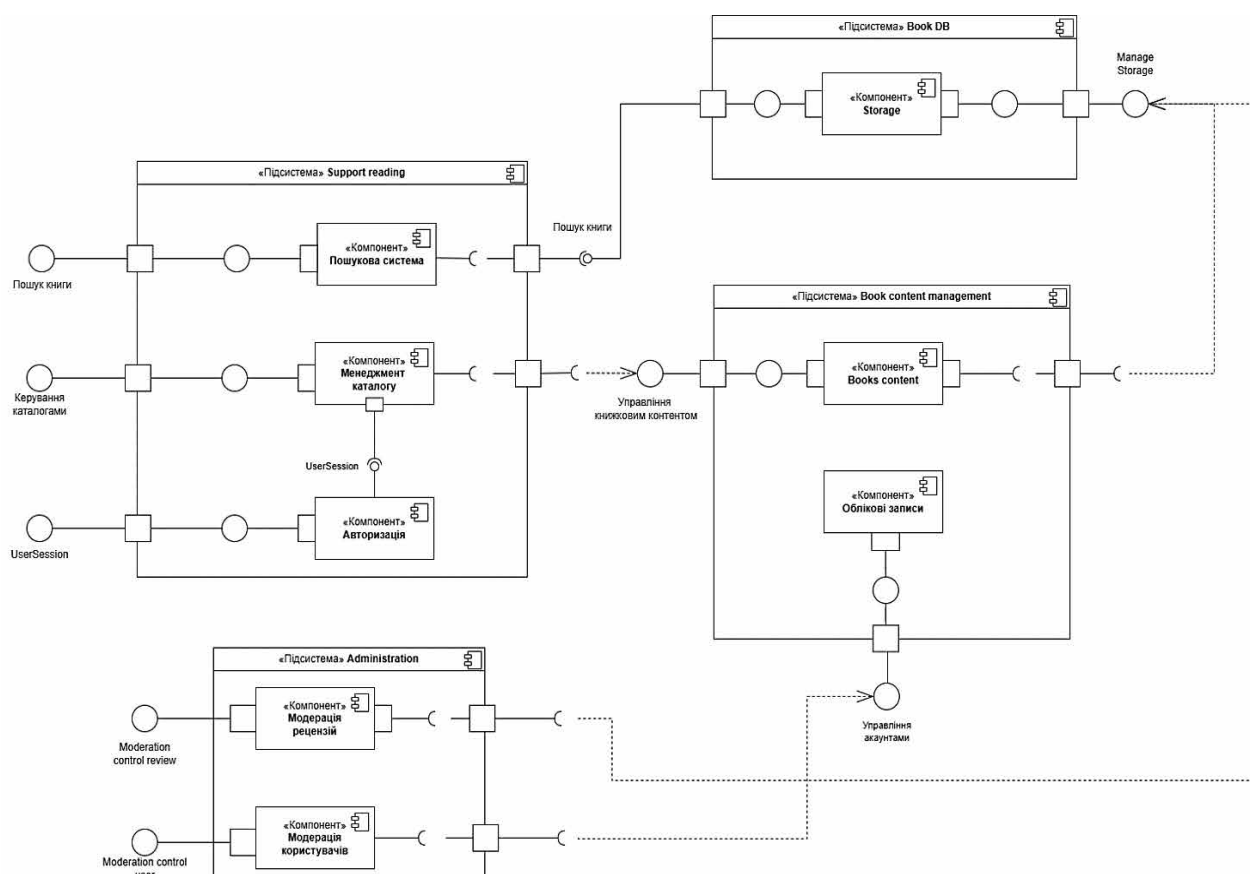 «Підсистема» Book DB
Manage
Storage
«Компонент»
Storage
«Підсистема» Support reading
Пошук книги
«Компонент»
Пошукова система
Пошук книги
«Підсистема» Book content management
«Компонент»
Менеджмент
каталогу
«Компонент»
Books content
Керування
каталогами
Управління
книжковим контентом
UserSession
«Компонент»
Облікові записи
«Компонент»
Авторизація
UserSession
«Підсистема» Administration
«Компонент»
Модерація
рецензій
Управління
акаунтами
Moderation
control review
«Компонент»
Модерація
користувачів
Moderation control